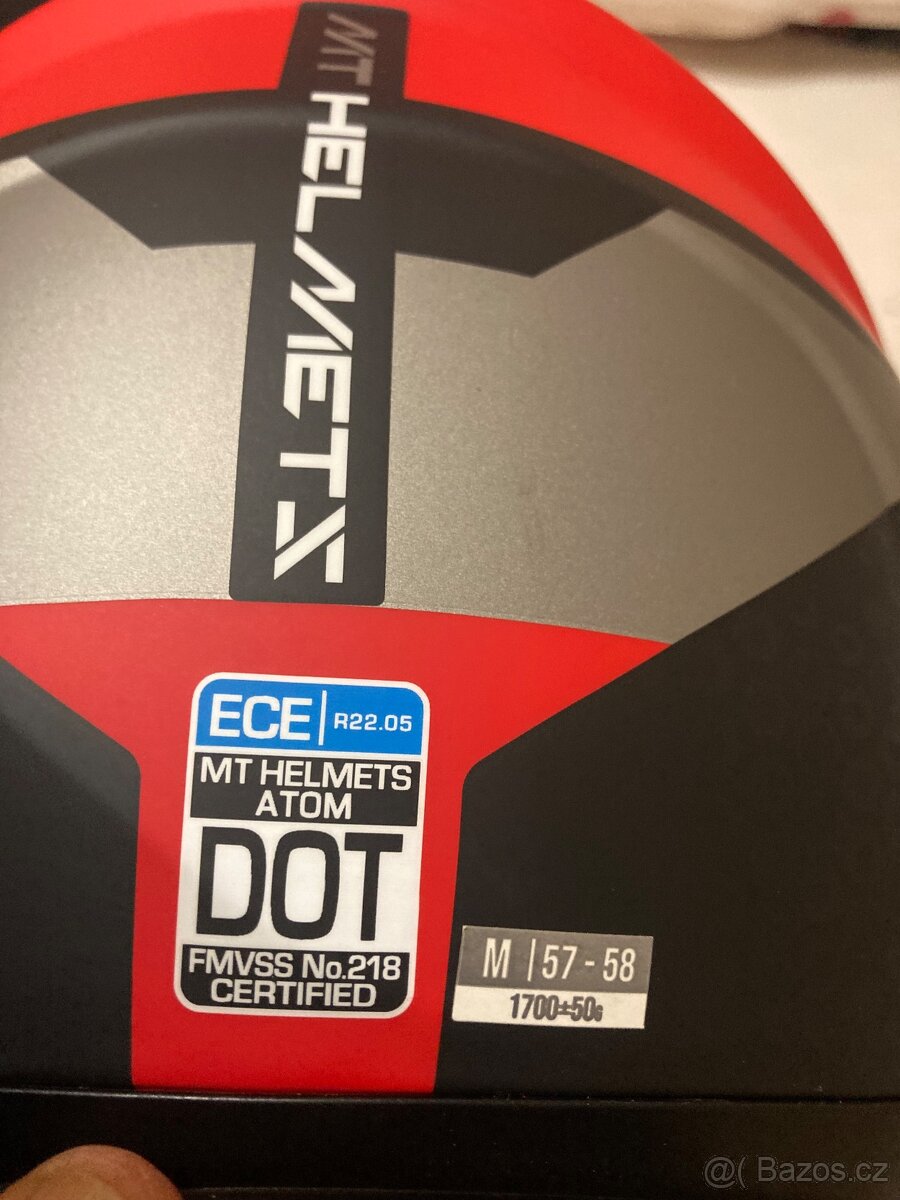 MT HELMETS
ECE | R22.05
MT HELMETS
ATOM
DOT
FMVSS No.218
CERTIFIED
M | 57 - 58
1700±50g
@( Bazos.cz